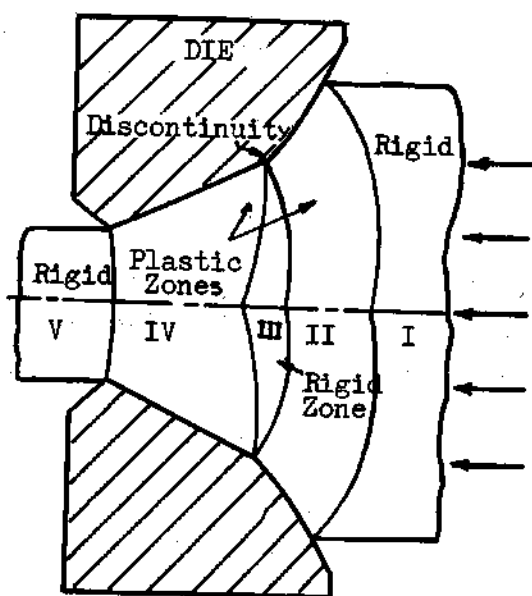 DIE
Discontinuity
Rigid
Rigid
Plastic
Zones
V
IV
III
II
I
Rigid
Zone